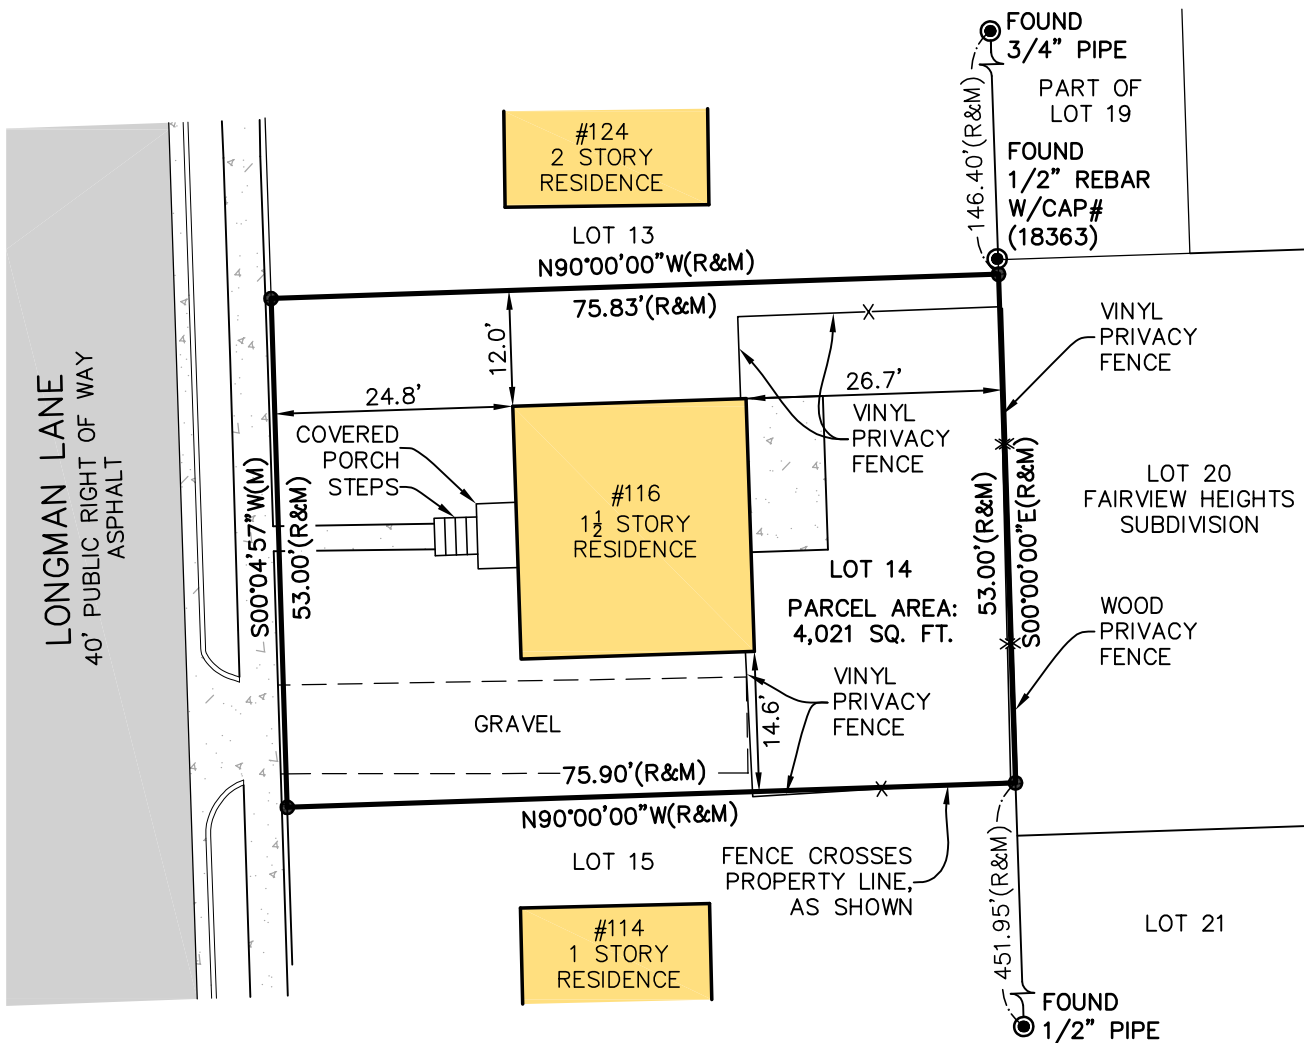 FOUND
3/4" PIPE
PART OF
LOT 19
146.40'(R&M)
FOUND
1/2" REBAR
W/CAP#
(18363)
#124
2 STORY
RESIDENCE
LOT 13
N90°00'00"W(R&M)
75.83'(R&M)
12.0'
24.8'
26.7'
VINYL
PRIVACY
FENCE
VINYL
PRIVACY
FENCE
COVERED
PORCH
STEPS
LONGMAN LANE
40' PUBLIC RIGHT OF WAY
ASPHALT
S00°04'57"W(M)
53.00'(R&M)
#116
1½ STORY
RESIDENCE
LOT 14
PARCEL AREA:
4,021 SQ. FT.
53.00'(R&M)
S00°00'00"E(R&M)
LOT 20
FAIRVIEW HEIGHTS
SUBDIVISION
WOOD
PRIVACY
FENCE
VINYL
PRIVACY
FENCE
14.6'
GRAVEL
75.90'(R&M)
N90°00'00"W(R&M)
LOT 15
FENCE CROSSES
PROPERTY LINE,
AS SHOWN
451.95'(R&M)
LOT 21
#114
1 STORY
RESIDENCE
FOUND
1/2" PIPE